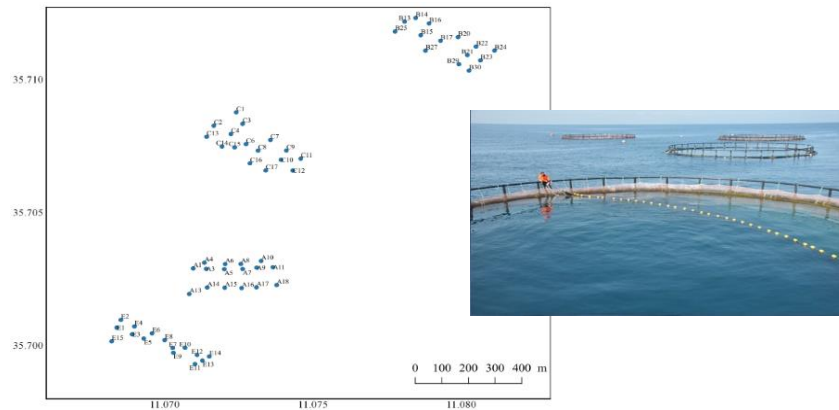 B14
B13
B16
B25
B15
B17
B20
B22
B27
B21
B24
B23
B29
B30
35.710
C1
C2
C3
C13
C4
C14
C15
C6
C7
C8
C9
C16
C10
C11
C17
C12
35.705
A4
A6
A8
A10
A1
A3
A5
A7
A9
A11
A14
A15
A16
A17
A18
A13
E2
E1
E4
E3
E6
E15
E5
E8
35.700
E7
E10
E9
E12
E14
E11
E13
0 100 200 300 400 m
11.070 11.075 11.080